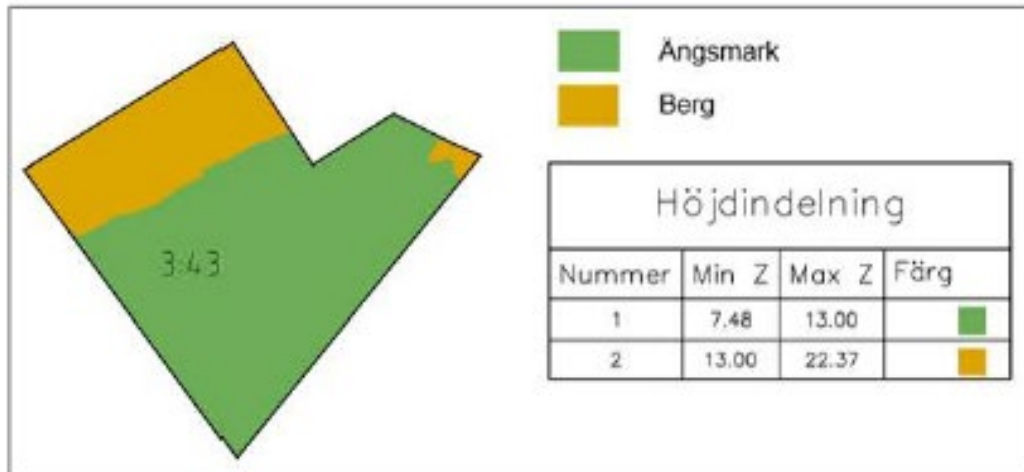 Ängsmark
Berg
3:43
Höjdindelning
Nummer Min Z Max Z Färg
1 7.48 13.00
2 13.00 22.37